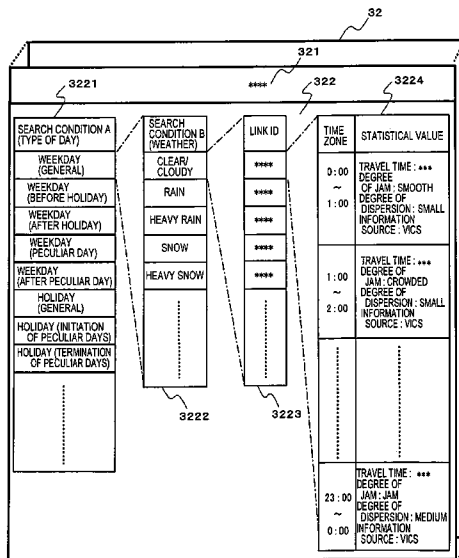 32
321
****
3221
322
3224
SEARCH CONDITION A
(TYPE OF DAY)
WEEKDAY
(GENERAL)
WEEKDAY
(BEFORE HOLIDAY)
WEEKDAY
(AFTER HOLIDAY)
WEEKDAY
(PECULIAR DAY)
WEEKDAY
(AFTER PECULIAR DAY)
HOLIDAY
(GENERAL)
HOLIDAY (INITIATION
OF PECULIAR DAYS)
HOLIDAY (TERMINATION
OF PECULIAR DAYS)
SEARCH
CONDITION B
(WEATHER)
CLEAR/
CLOUDY
RAIN
HEAVY RAIN
SNOW
HEAVY SNOW
3222
LINK ID
****
****
****
****
****
3223
TIME
ZONE
STATISTICAL VALUE
0:00
~
1:00
TRAVEL TIME : ***
DEGREE
OF JAM : SMOOTH
DEGREE OF
DISPERSION : SMALL
INFORMATION
SOURCE : VICS
1:00
~
2:00
TRAVEL TIME : ***
DEGREE OF
JAM : CROWDED
DEGREE OF
DISPERSION : SMALL
INFORMATION
SOURCE : VICS
23:00
~
0:00
TRAVEL TIME : ***
DEGREE OF
JAM : JAM
DEGREE OF
DISPERSION : MEDIUM
INFORMATION
SOURCE : VICS